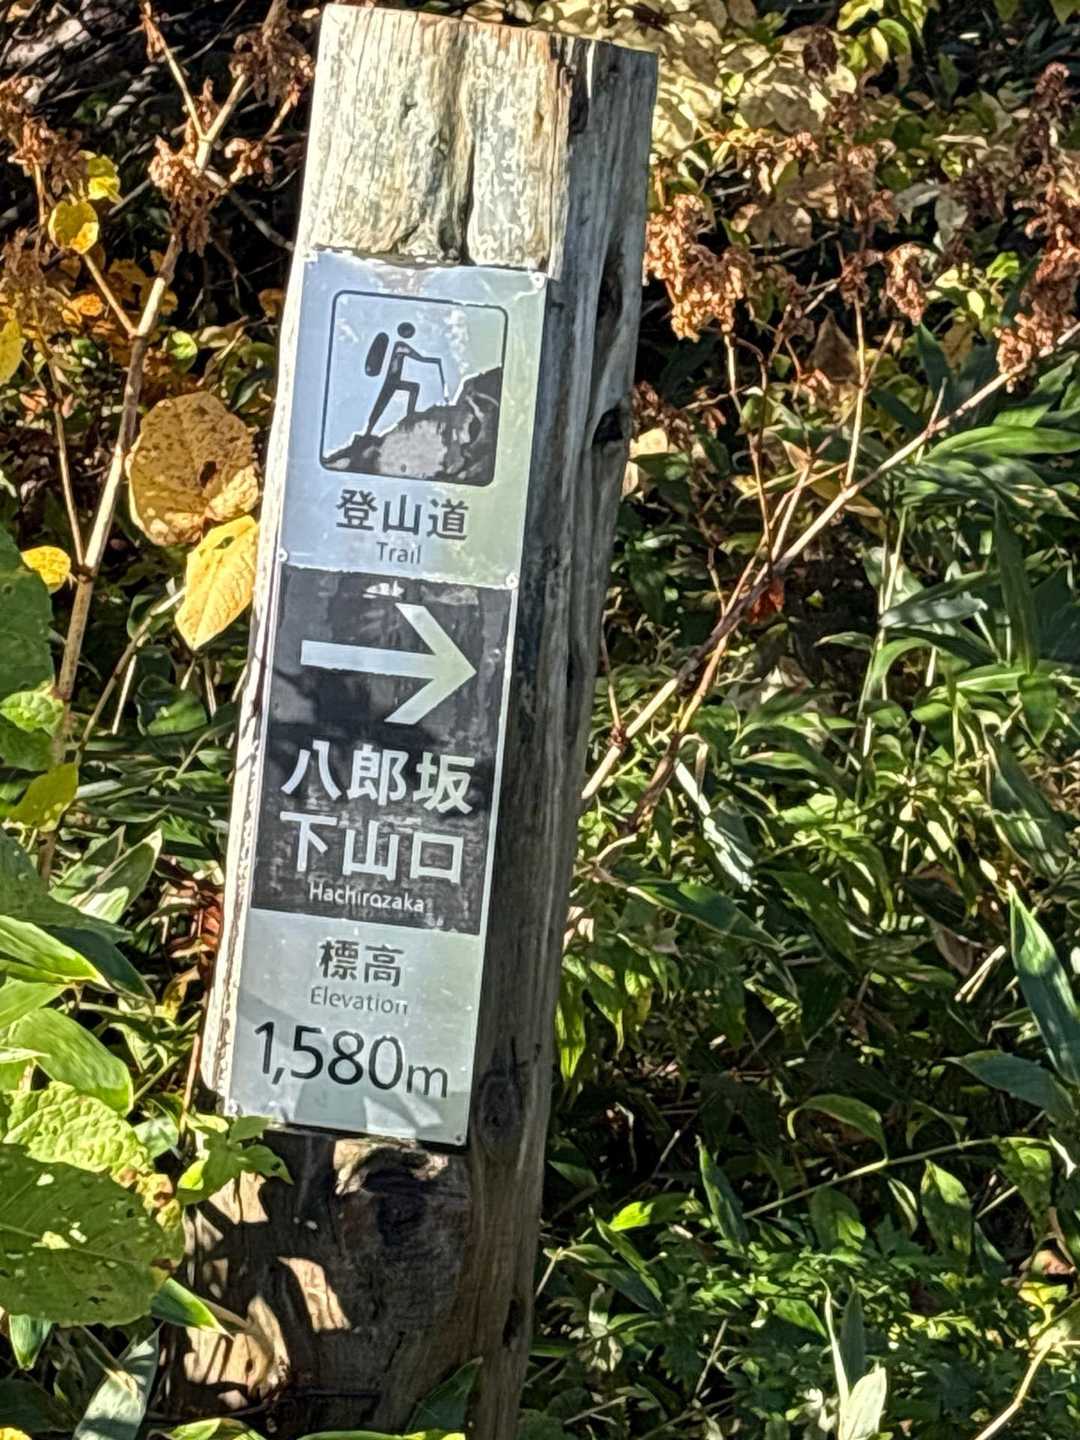 登山道
Trail
八郎坂
下山口
Hachirozaka
標高
Elevation
1,580m